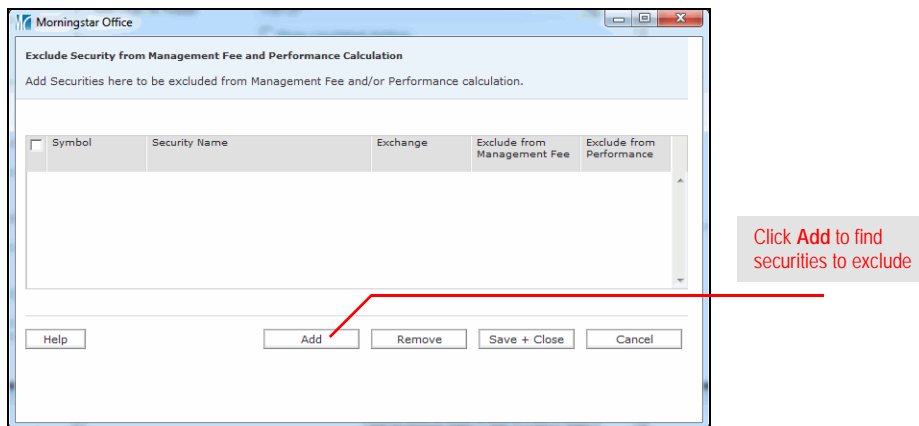 Morningstar Office
Exclude Security from Management Fee and Performance Calculation
Add Securities here to be excluded from Management Fee and/or Performance calculation.
Symbol Security Name Exchange Exclude from Management Fee Exclude from Performance
Click Add to find
securities to exclude
Help Add Remove Save + Close Cancel